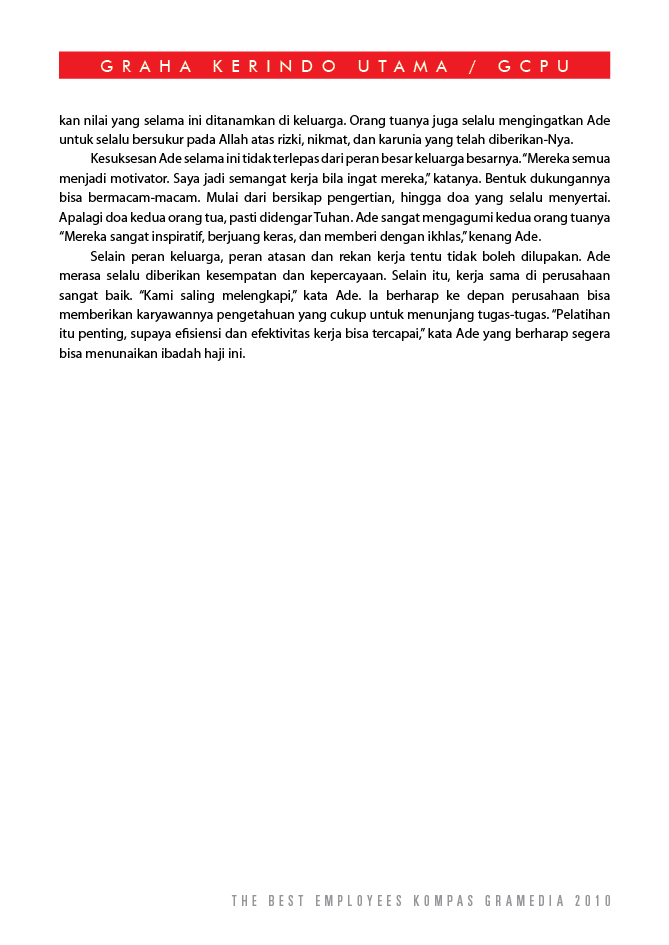 GRAHA KERINDO UTAMA / GCPU
kan nilai yang selama ini ditanamkan di keluarga. Orang tuanya juga selalu mengingatkan Ade
untuk selalu bersukur pada Allah atas rizki, nikmat, dan karunia yang telah diberikan-Nya.
Kesuksesan Ade selama ini tidak terlepas dari peran besar keluarga besarnya. “Mereka semua
menjadi motivator. Saya jadi semangat kerja bila ingat mereka,” katanya. Bentuk dukungannya
bisa bermacam-macam. Mulai dari bersikap pengertian, hingga doa yang selalu menyertai.
Apalagi doa kedua orang tua, pasti didengar Tuhan. Ade sangat mengagumi kedua orang tuanya
“Mereka sangat inspiratif, berjuang keras, dan memberi dengan ikhlas,” kenang Ade.
Selain peran keluarga, peran atasan dan rekan kerja tentu tidak boleh dilupakan. Ade
merasa selalu diberikan kesempatan dan kepercayaan. Selain itu, kerja sama di perusahaan
sangat baik. “Kami saling melengkapi,” kata Ade. Ia berharap ke depan perusahaan bisa
memberikan karyawannya pengetahuan yang cukup untuk menunjang tugas-tugas. “Pelatihan
itu penting, supaya efisiensi dan efektivitas kerja bisa tercapai,” kata Ade yang berharap segera
bisa menunaikan ibadah haji ini.
THE BEST EMPLOYEES KOMPAS GRAMEDIA 2010